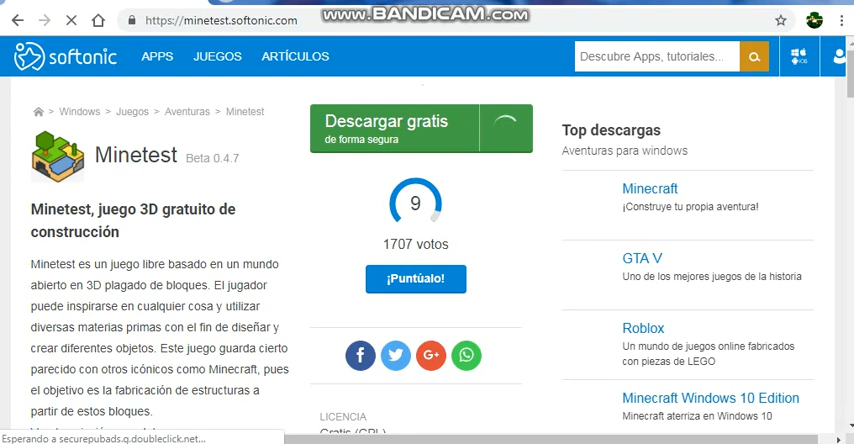 https://minetest.softonic.com
www.BANDICAM.com
softonic
APPS
JUEGOS
ARTÍCULOS
Descubre Apps, tutoriales...
iOS
> Windows > Juegos > Aventuras > Minetest
Minetest Beta 0.4.7
Minetest, juego 3D gratuito de
construcción
Minetest es un juego libre basado en un mundo
abierto en 3D plagado de bloques. El jugador
puede inspirarse en cualquier cosa y utilizar
diversas materias primas con el fin de diseñar y
crear diferentes objetos. Este juego guarda cierto
parecido con otros icónicos como Minecraft, pues
el objetivo es la fabricación de estructuras a
partir de estos bloques.
Esperando a securepubads.g.doubleclick.net...
Descargar gratis
de forma segura
9
1707 votos
¡Puntúalo!
LICENCIA
Gratis (GPL)
Top descargas
Aventuras para windows
Minecraft
¡Construye tu propia aventura!
GTA V
Uno de los mejores juegos de la historia
Roblox
Un mundo de juegos online fabricados
con piezas de LEGO
Minecraft Windows 10 Edition
Minecraft aterriza en Windows 10